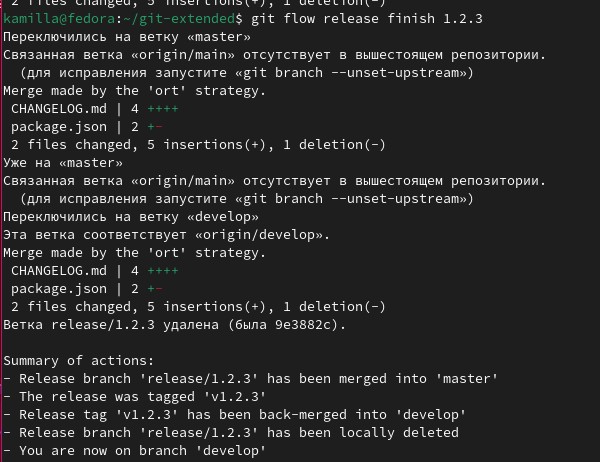 2 files changed, 5 insertions(+), 1 deletion(-)
kamilla@fedora:~/git-extended$ git flow release finish 1.2.3
Переключились на ветку «master»
Связанная ветка «origin/main» отсутствует в вышестоящем репозитории.
  (для исправления запустите «git branch --unset-upstream»)
Merge made by the 'ort' strategy.
 CHANGELOG.md | 4 ++++
 package.json | 2 +-
 2 files changed, 5 insertions(+), 1 deletion(-)
Уже на «master»
Связанная ветка «origin/main» отсутствует в вышестоящем репозитории.
  (для исправления запустите «git branch --unset-upstream»)
Переключились на ветку «develop»
Эта ветка соответствует «origin/develop».
Merge made by the 'ort' strategy.
 CHANGELOG.md | 4 ++++
 package.json | 2 +-
 2 files changed, 5 insertions(+), 1 deletion(-)
Ветка release/1.2.3 удалена (была 9e3882c).

Summary of actions:
- Release branch 'release/1.2.3' has been merged into 'master'
- The release was tagged 'v1.2.3'
- Release tag 'v1.2.3' has been back-merged into 'develop'
- Release branch 'release/1.2.3' has been locally deleted
- You are now on branch 'develop'